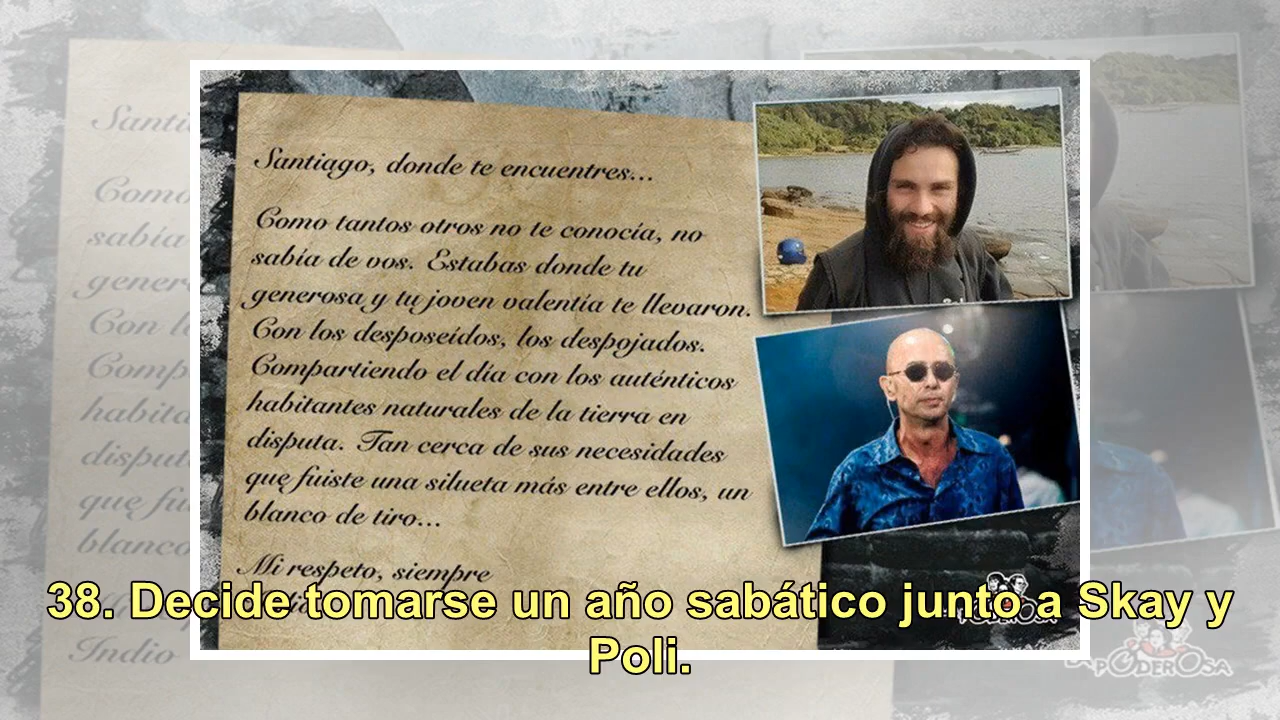 Santiago, donde te encuentres...
Como tantos otros no te conocía, no
sabía de vos. Estabas donde tu
generosa y tu joven valentía te llevaron.
Con los desposeídos, los despojados.
Compartiendo el día con los auténticos
habitantes naturales de la tierra en
disputa. Tan cerca de sus necesidades
que fuiste una silueta más entre ellos, un
blanco de tiro...
Mi respeto, siempre
Indio
38. Decide tomarse un año sabático junto a Skay y
Poli.
LA PODEROSA